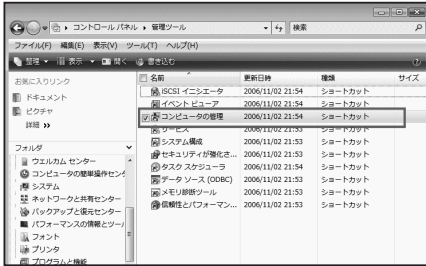 コントロール パネル ▸ 管理ツール 検索
ファイル(F) 編集(E) 表示(V) ツール(T) ヘルプ(H)
整理 表示 開く 書き込む
お気に入りリンク
ドキュメント
ピクチャ
詳細 >>
フォルダ
ウエルカム センター
コンピュータの簡単操作セン
システム
ネットワークと共有センター
バックアップと復元センター
パフォーマンスの情報とツー
フォント
プリンタ
プログラムと機能
名前 更新日時 種類 サイズ
iSCSI イニシエータ 2006/11/02 21:54 ショートカット
イベント ビューア 2006/11/02 21:54 ショートカット
コンピュータの管理 2006/11/02 21:54 ショートカット
サービス 2006/11/02 21:53 ショートカット
システム構成 2006/11/02 21:53 ショートカット
セキュリティが強化さ... 2006/11/02 21:53 ショートカット
タスク スケジューラ 2006/11/02 21:54 ショートカット
データ ソース (ODBC) 2006/11/02 21:53 ショートカット
メモリ診断ツール 2006/11/02 21:53 ショートカット
信頼性とパフォーマン... 2006/11/02 21:53 ショートカット